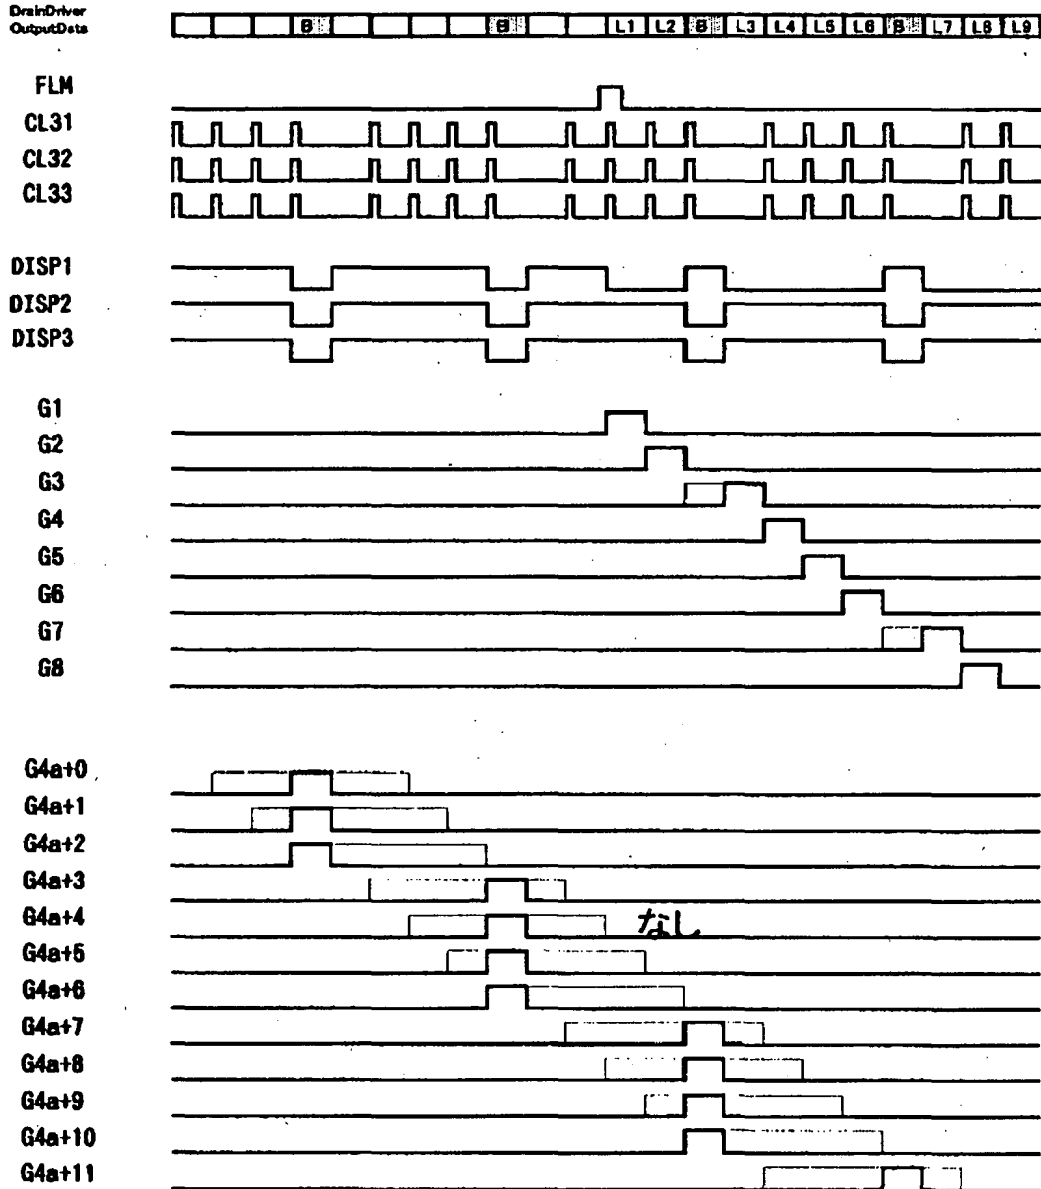 DrainDriver
OutputData
B B L1 L2 B L3 L4 L5 L6 B L7 L8 L9
FLM
CL31
CL32
CL33
DISP1
DISP2
DISP3
G1
G2
G3
G4
G5
G6
G7
G8
G4a+0
G4a+1
G4a+2
G4a+3
G4a+4 なし
G4a+5
G4a+6
G4a+7
G4a+8
G4a+9
G4a+10
G4a+11